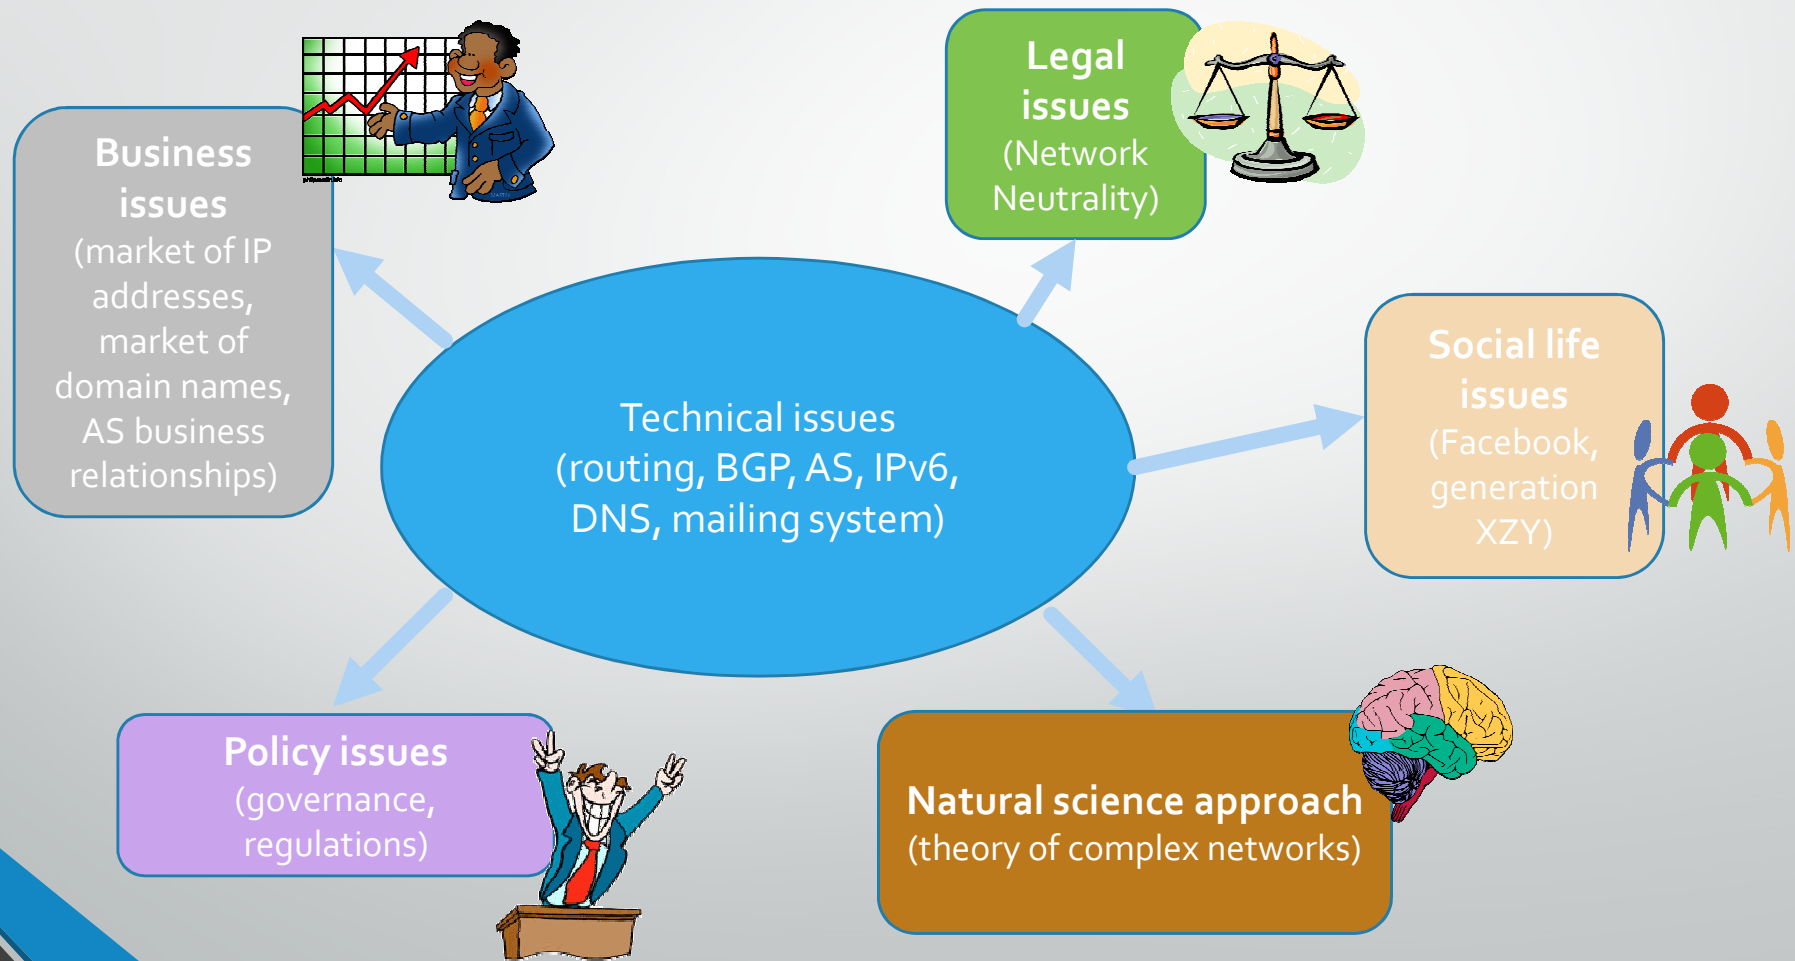 Business
issues
(market of IP
addresses,
market of
domain names,
AS business
relationships)
Legal
issues
(Network
Neutrality)
Social life
issues
(Facebook,
generation
XZY)
Technical issues
(routing, BGP, AS, IPv6,
DNS, mailing system)
Policy issues
(governance,
regulations)
Natural science approach
(theory of complex networks)